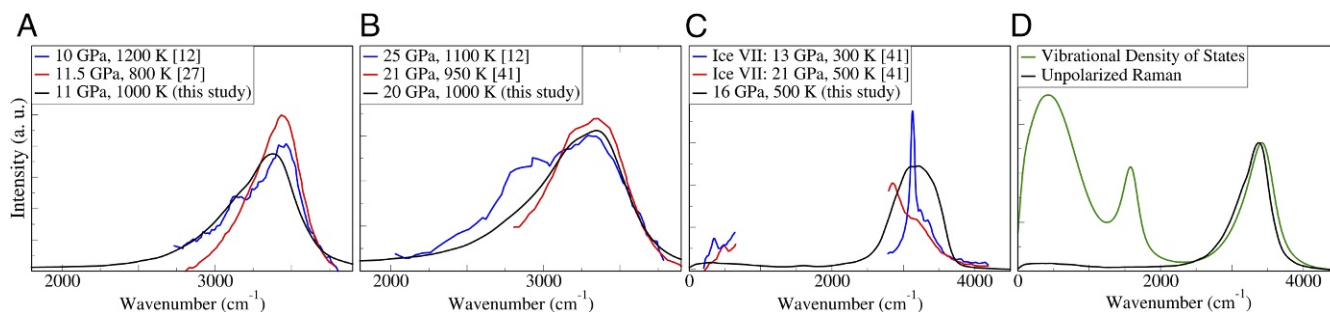 A
10 GPa, 1200 K [12]
11.5 GPa, 800 K [27]
11 GPa, 1000 K (this study)
Intensity (a. u.)
2000 3000
Wavenumber (cm⁻¹)
B
25 GPa, 1100 K [12]
21 GPa, 950 K [41]
20 GPa, 1000 K (this study)
2000 3000
Wavenumber (cm⁻¹)
C
Ice VII: 13 GPa, 300 K [41]
Ice VII: 21 GPa, 500 K [41]
16 GPa, 500 K (this study)
0 2000 4000
Wavenumber (cm⁻¹)
D
Vibrational Density of States
Unpolarized Raman
0 2000 4000
Wavenumber (cm⁻¹)